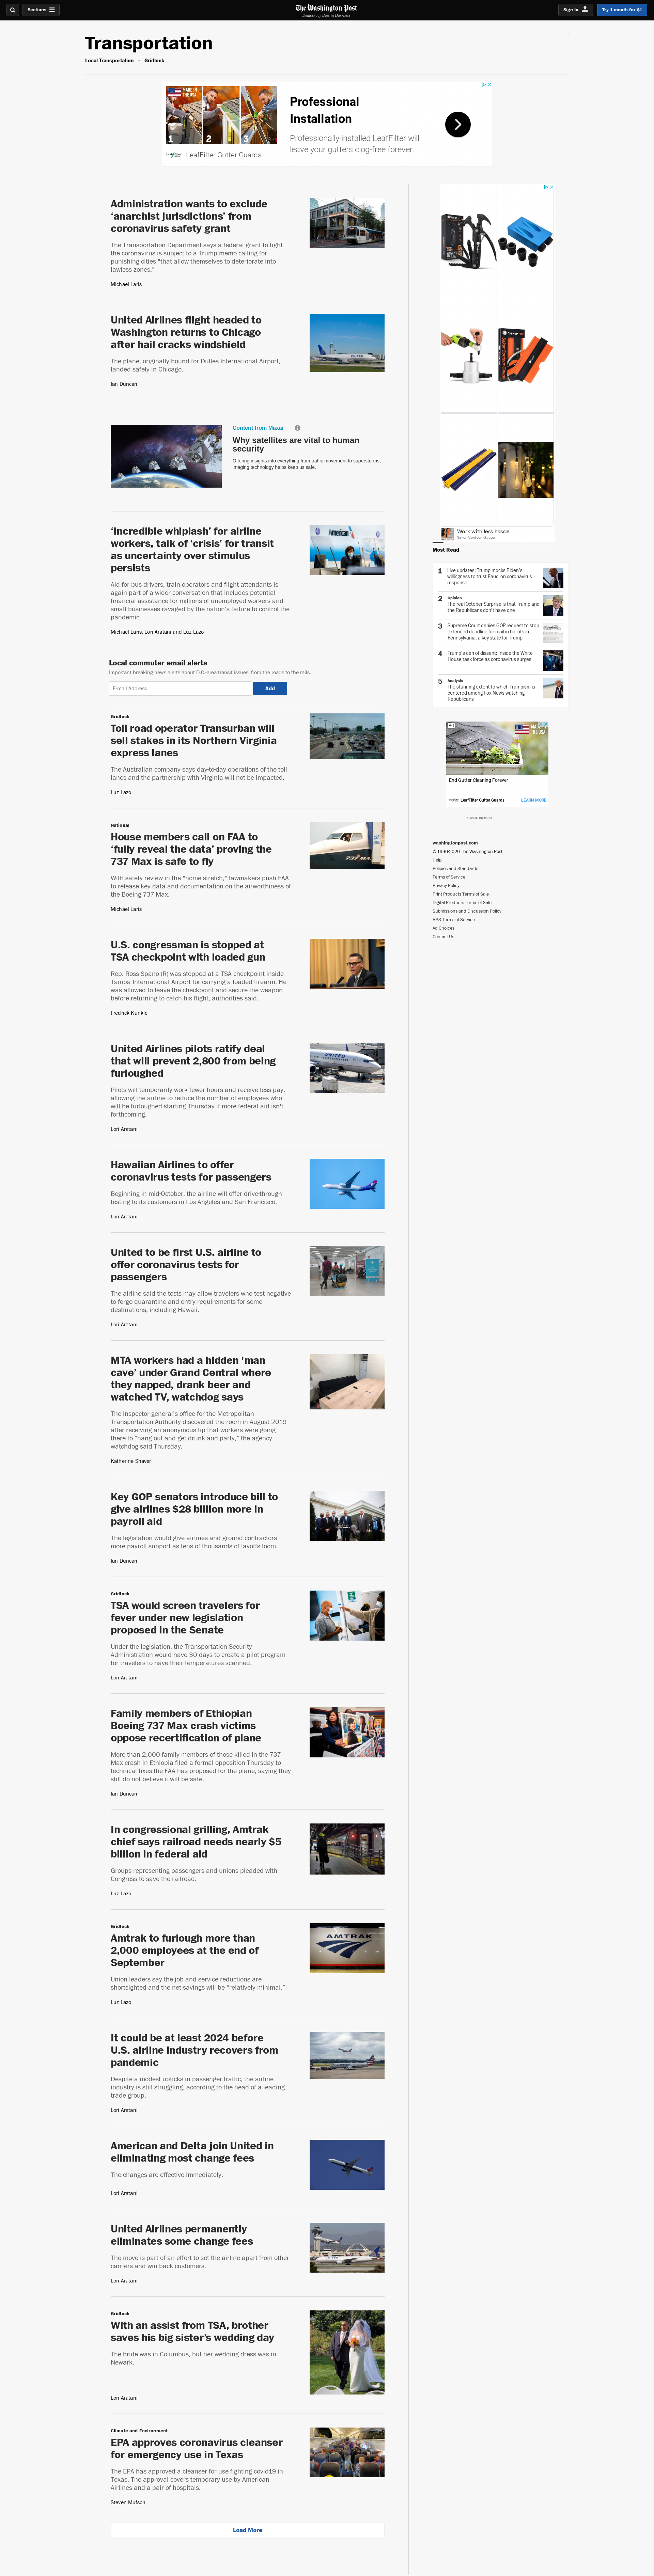 Sections
The Washington Post
Democracy Dies in Darkness
Sign In
Try 1 month for $1
Transportation
Local Transportation
Gridlock
MADE IN THE USA
1
2
3
LeafFilter Gutter Guards
Professional
Installation
Professionally installed LeafFilter will
leave your gutters clog-free forever.
Administration wants to exclude
‘anarchist jurisdictions’ from
coronavirus safety grant
The Transportation Department says a federal grant to fight
the coronavirus is subject to a Trump memo calling for
punishing cities “that allow themselves to deteriorate into
lawless zones.”
Michael Laris
United Airlines flight headed to
Washington returns to Chicago
after hail cracks windshield
The plane, originally bound for Dulles International Airport,
landed safely in Chicago.
Ian Duncan
Content from Maxar
Why satellites are vital to human
security
Offering insights into everything from traffic movement to superstorms,
imaging technology helps keep us safe.
‘Incredible whiplash’ for airline
workers, talk of ‘crisis’ for transit
as uncertainty over stimulus
persists
Aid for bus drivers, train operators and flight attendants is
again part of a wider conversation that includes potential
financial assistance for millions of unemployed workers and
small businesses ravaged by the nation’s failure to control the
pandemic.
Michael Laris, Lori Aratani and Luz Lazo
Local commuter email alerts
Important breaking news alerts about D.C.-area transit issues, from the roads to the rails.
E-mail Address
Add
Gridlock
Toll road operator Transurban will
sell stakes in its Northern Virginia
express lanes
The Australian company says day-to-day operations of the toll
lanes and the partnership with Virginia will not be impacted.
Luz Lazo
National
House members call on FAA to
‘fully reveal the data’ proving the
737 Max is safe to fly
With safety review in the "home stretch," lawmakers push FAA
to release key data and documentation on the airworthiness of
the Boeing 737 Max.
Michael Laris
U.S. congressman is stopped at
TSA checkpoint with loaded gun
Rep. Ross Spano (R) was stopped at a TSA checkpoint inside
Tampa International Airport for carrying a loaded firearm. He
was allowed to leave the checkpoint and secure the weapon
before returning to catch his flight, authorities said.
Fredrick Kunkle
United Airlines pilots ratify deal
that will prevent 2,800 from being
furloughed
Pilots will temporarily work fewer hours and receive less pay,
allowing the airline to reduce the number of employees who
will be furloughed starting Thursday if more federal aid isn't
forthcoming.
Lori Aratani
Hawaiian Airlines to offer
coronavirus tests for passengers
Beginning in mid-October, the airline will offer drive-through
testing to its customers in Los Angeles and San Francisco.
Lori Aratani
United to be first U.S. airline to
offer coronavirus tests for
passengers
The airline said the tests may allow travelers who test negative
to forgo quarantine and entry requirements for some
destinations, including Hawaii.
Lori Aratani
MTA workers had a hidden 'man
cave’ under Grand Central where
they napped, drank beer and
watched TV, watchdog says
The inspector general’s office for the Metropolitan
Transportation Authority discovered the room in August 2019
after receiving an anonymous tip that workers were going
there to “hang out and get drunk and party,” the agency
watchdog said Thursday.
Katherine Shaver
Key GOP senators introduce bill to
give airlines $28 billion more in
payroll aid
The legislation would give airlines and ground contractors
more payroll support as tens of thousands of layoffs loom.
Ian Duncan
Gridlock
TSA would screen travelers for
fever under new legislation
proposed in the Senate
Under the legislation, the Transportation Security
Administration would have 30 days to create a pilot program
for travelers to have their temperatures scanned.
Lori Aratani
Family members of Ethiopian
Boeing 737 Max crash victims
oppose recertification of plane
More than 2,000 family members of those killed in the 737
Max crash in Ethiopia filed a formal opposition Thursday to
technical fixes the FAA has proposed for the plane, saying they
still do not believe it will be safe.
Ian Duncan
In congressional grilling, Amtrak
chief says railroad needs nearly $5
billion in federal aid
Groups representing passengers and unions pleaded with
Congress to save the railroad.
Luz Lazo
Gridlock
Amtrak to furlough more than
2,000 employees at the end of
September
Union leaders say the job and service reductions are
shortsighted and the net savings will be “relatively minimal.”
Luz Lazo
AMTRAK
It could be at least 2024 before
U.S. airline industry recovers from
pandemic
Despite a modest upticks in passenger traffic, the airline
industry is still struggling, according to the head of a leading
trade group.
Lori Aratani
American and Delta join United in
eliminating most change fees
The changes are effective immediately.
Lori Aratani
United Airlines permanently
eliminates some change fees
The move is part of an effort to set the airline apart from other
carriers and win back customers.
Lori Aratani
Gridlock
With an assist from TSA, brother
saves his big sister’s wedding day
The bride was in Columbus, but her wedding dress was in
Newark.
Lori Aratani
Climate and Environment
EPA approves coronavirus cleanser
for emergency use in Texas
The EPA has approved a cleanser for use fighting covid19 in
Texas. The approval covers temporary use by American
Airlines and a pair of hospitals.
Steven Mufson
Load More
Work with less hassle
Most Read
1
Live updates: Trump mocks Biden’s
willingness to trust Fauci on coronavirus
response
2
Opinion
The real October Surprise is that Trump and
the Republicans don’t have one
3
Supreme Court denies GOP request to stop
extended deadline for mail-in ballots in
Pennsylvania, a key state for Trump
4
Trump’s den of dissent: Inside the White
House task force as coronavirus surges
5
Analysis
The stunning extent to which Trumpism is
centered among Fox News-watching
Republicans
Ad
MADE IN THE USA
End Gutter Cleaning Forever
LeafFilter Gutter Guards
LEARN MORE
ADVERTISEMENT
washingtonpost.com
© 1996-2020 The Washington Post
Help
Policies and Standards
Terms of Service
Privacy Policy
Print Products Terms of Sale
Digital Products Terms of Sale
Submissions and Discussion Policy
RSS Terms of Service
Ad Choices
Contact Us